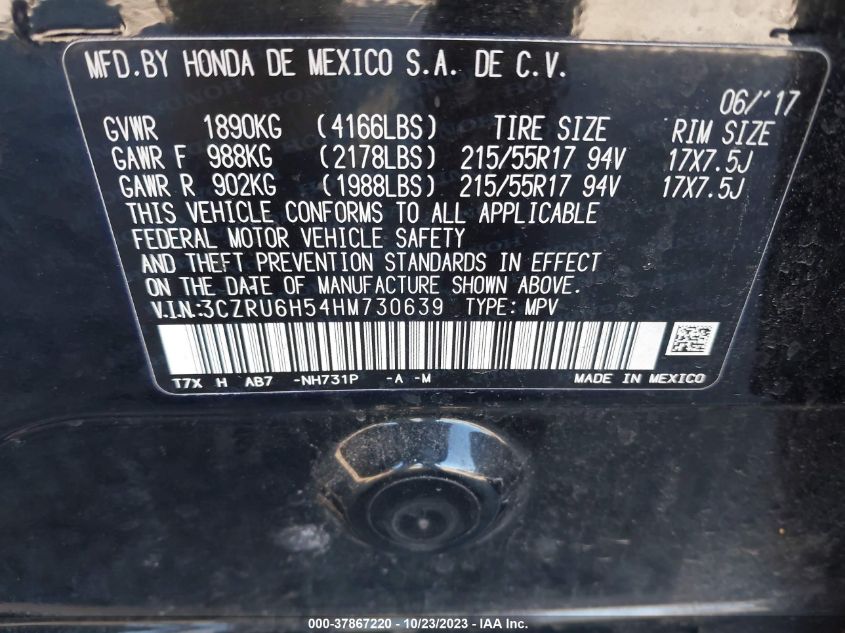 MFD.BY HONDA DE MEXICO S.A. DE C.V.
06/'17
GVWR 1890KG (4166LBS) TIRE SIZE RIM SIZE
GAWR F 988KG (2178LBS) 215/55R17 94V 17X7.5J
GAWR R 902KG (1988LBS) 215/55R17 94V 17X7.5J
THIS VEHICLE CONFORMS TO ALL APPLICABLE
FEDERAL MOTOR VEHICLE SAFETY
AND THEFT PREVENTION STANDARDS IN EFFECT
ON THE DATE OF MANUFACTURE SHOWN ABOVE.
V.I.N.:3CZRU6H54HM730639 TYPE: MPV
T7X H AB7 -NH731P -A -M MADE IN MEXICO
000-37867220 - 10/23/2023 - IAA Inc.